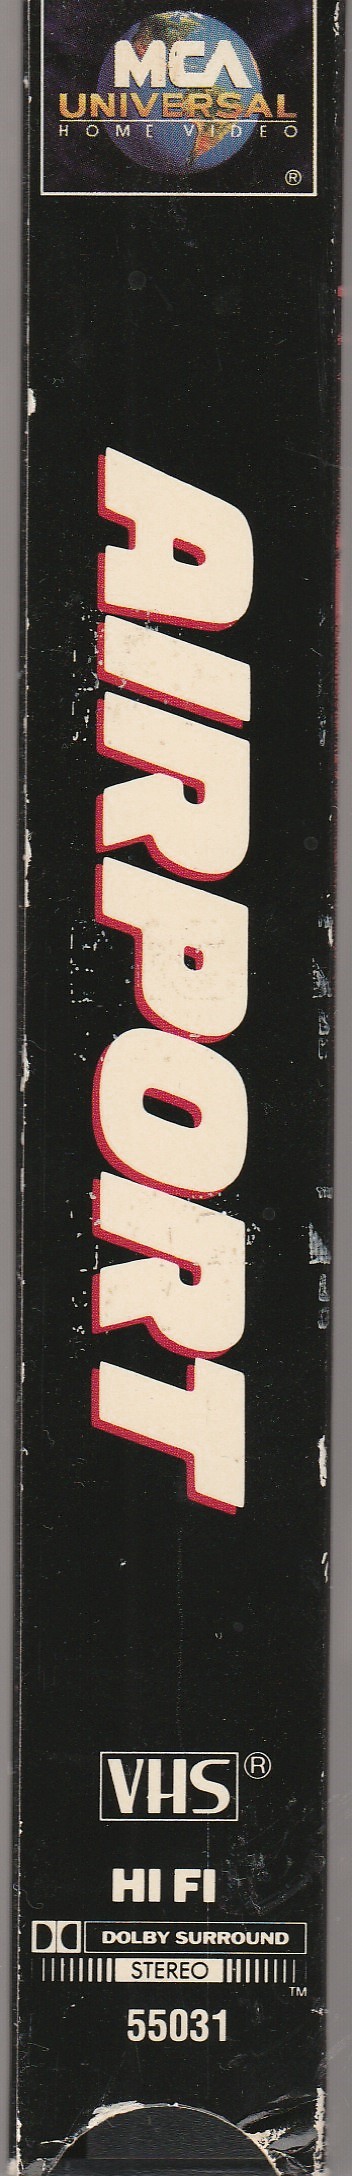 MCA
UNIVERSAL
HOME VIDEO
®
AIRPORT
VHS®
HI FI
DOLBY SURROUND
STEREO
TM
55031